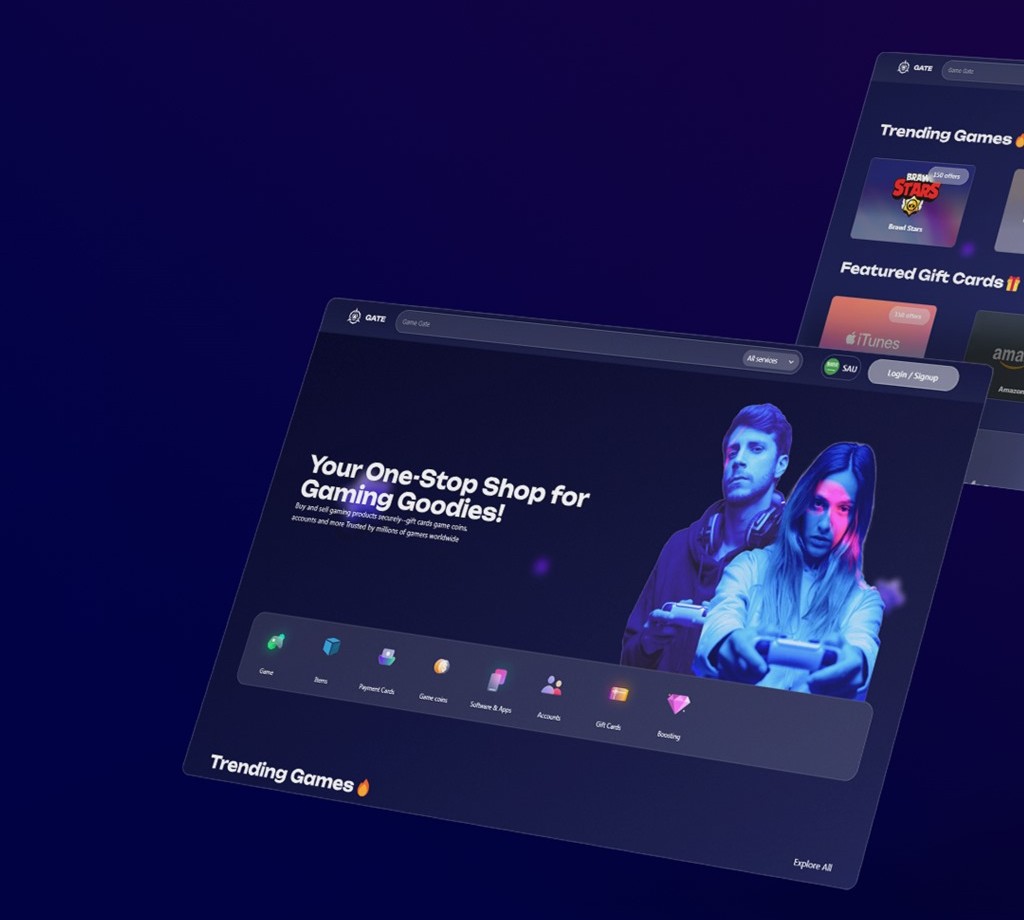 GATE
Game Gate
Trending Games 🔥
150 offers
BRAWL
STARS
Brawl Stars
Featured Gift Cards 🎁
150 offers
iTunes
ama
Amazon
GATE
Game Gate
All services
SAU
Login / Signup
Your One-Stop Shop for
Gaming Goodies!
Buy and sell gaming products securely—gift cards game coins,
accounts and more Trusted by millions of gamers worldwide
Game
Items
Payment Cards
Game coins
Software & Apps
Accounts
Gift Cards
Boosting
Trending Games 🔥
Explore All